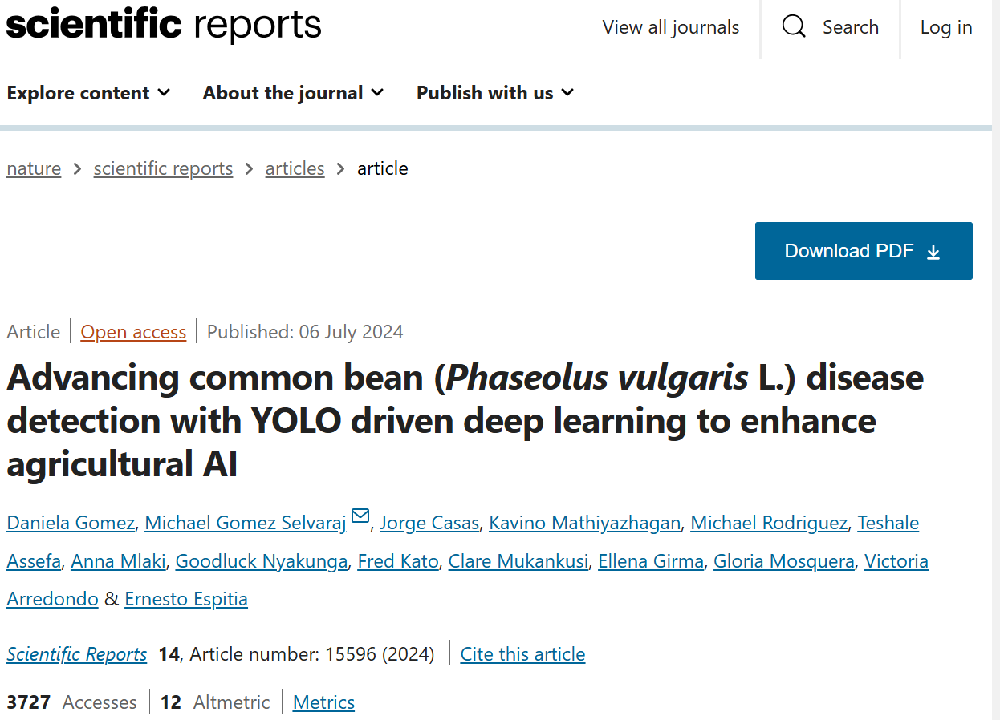 scientific reports
View all journals
Search
Log in
Explore content
About the journal
Publish with us
nature > scientific reports > articles > article
Download PDF
Article | Open access | Published: 06 July 2024
Advancing common bean (Phaseolus vulgaris L.) disease
detection with YOLO driven deep learning to enhance
agricultural AI
Daniela Gomez, Michael Gomez Selvaraj, Jorge Casas, Kavino Mathiyazhagan, Michael Rodriguez, Teshale
Assefa, Anna Mlaki, Goodluck Nyakunga, Fred Kato, Clare Mukankusi, Ellena Girma, Gloria Mosquera, Victoria
Arredondo & Ernesto Espitia
Scientific Reports 14, Article number: 15596 (2024) | Cite this article
3727 Accesses | 12 Altmetric | Metrics